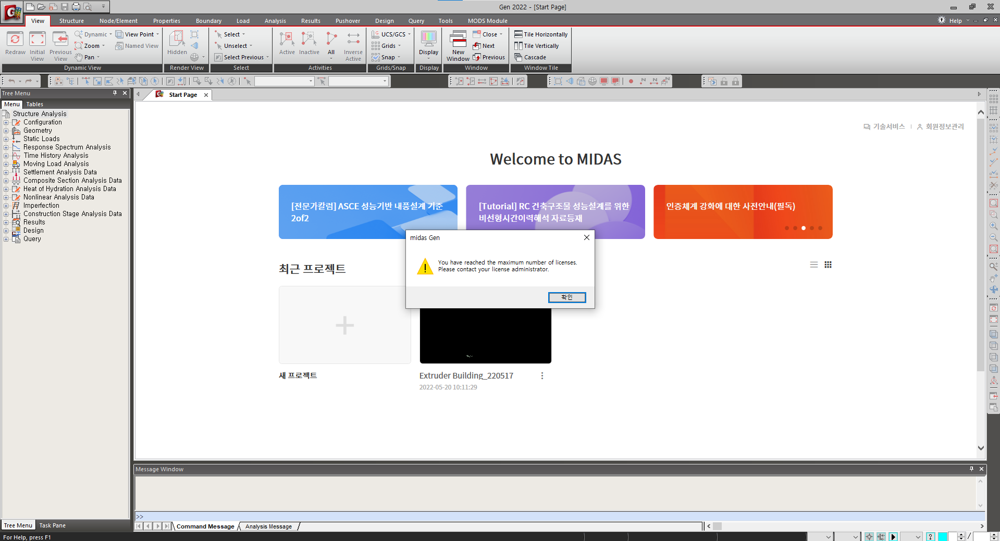 Gen 2022 - [Start Page]
View
Structure
Node/Element
Properties
Boundary
Load
Analysis
Results
Pushover
Design
Query
Tools
MODS Module
Help
Redraw
Initial View
Previous View
Dynamic
Zoom
Pan
View Point
Named View
Dynamic View
Hidden
Render View
Select
Unselect
Select Previous
Select
Active
Inactive
All
Inverse Active
Activities
UCS/GCS
Grids
Snap
Grids/Snap
Display
Display
New Window
Close
Next
Previous
Window
Tile Horizontally
Tile Vertically
Cascade
Window Tile
Tree Menu
Menu
Tables
Structure Analysis
Configuration
Geometry
Static Loads
Response Spectrum Analysis
Time History Analysis
Moving Load Analysis
Settlement Analysis Data
Composite Section Analysis Data
Heat of Hydration Analysis Data
Nonlinear Analysis Data
Imperfection
Construction Stage Analysis Data
Results
Design
Query
Start Page
기술서비스
회원정보관리
Welcome to MIDAS
[전문가칼럼] ASCE 성능기반 내풍설계 기준
2of2
[Tutorial] RC 건축구조물 성능설계를 위한
비선형시간이력해석 자료등재
인증체계 강화에 대한 사전안내(필독)
midas Gen
You have reached the maximum number of licenses.
Please contact your license administrator.
확인
최근 프로젝트
새 프로젝트
Extruder Building_220517
2022-05-20 10:11:29
Message Window
>>
Command Message
Analysis Message
Tree Menu
Task Pane
For Help, press F1